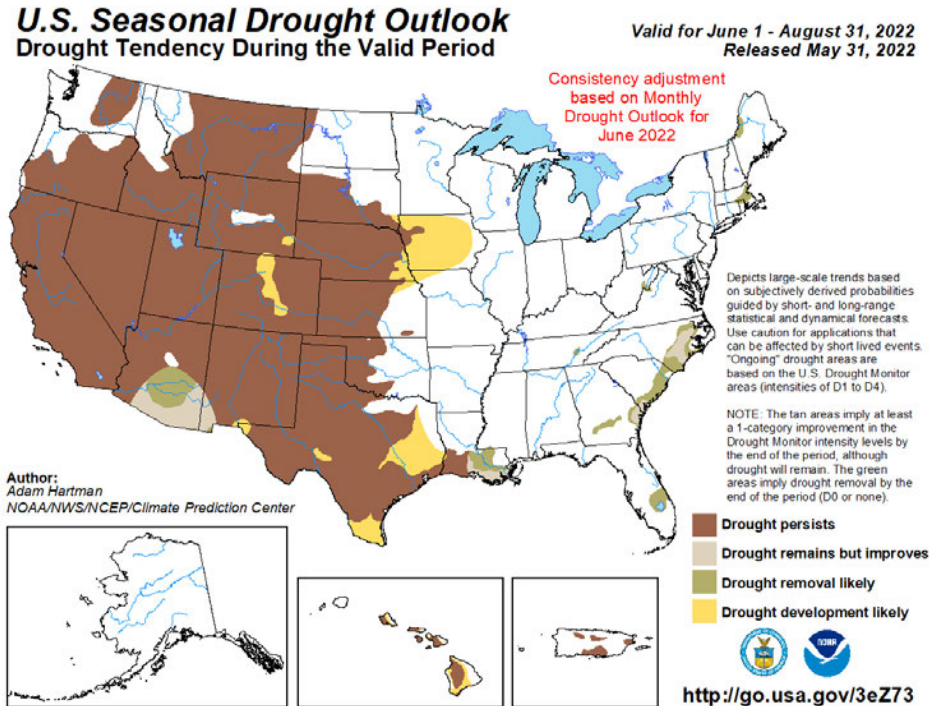 U.S. Seasonal Drought Outlook
Drought Tendency During the Valid Period
Valid for June 1 - August 31, 2022
Released May 31, 2022
Consistency adjustment
based on Monthly
Drought Outlook for
June 2022
Depicts large-scale trends based
on subjectively derived probabilities
guided by short- and long-range
statistical and dynamical forecasts.
Use caution for applications that
can be affected by short lived events.
"Ongoing" drought areas are
based on the U.S. Drought Monitor
areas (intensities of D1 to D4).
NOTE: The tan areas imply at least
a 1-category improvement in the
Drought Monitor intensity levels by
the end of the period, although
drought will remain. The green
areas imply drought removal by the
end of the period (D0 or none).
Author:
Adam Hartman
NOAA/NWS/NCEP/Climate Prediction Center
Drought persists
Drought remains but improves
Drought removal likely
Drought development likely
NOAA
http://go.usa.gov/3eZ73